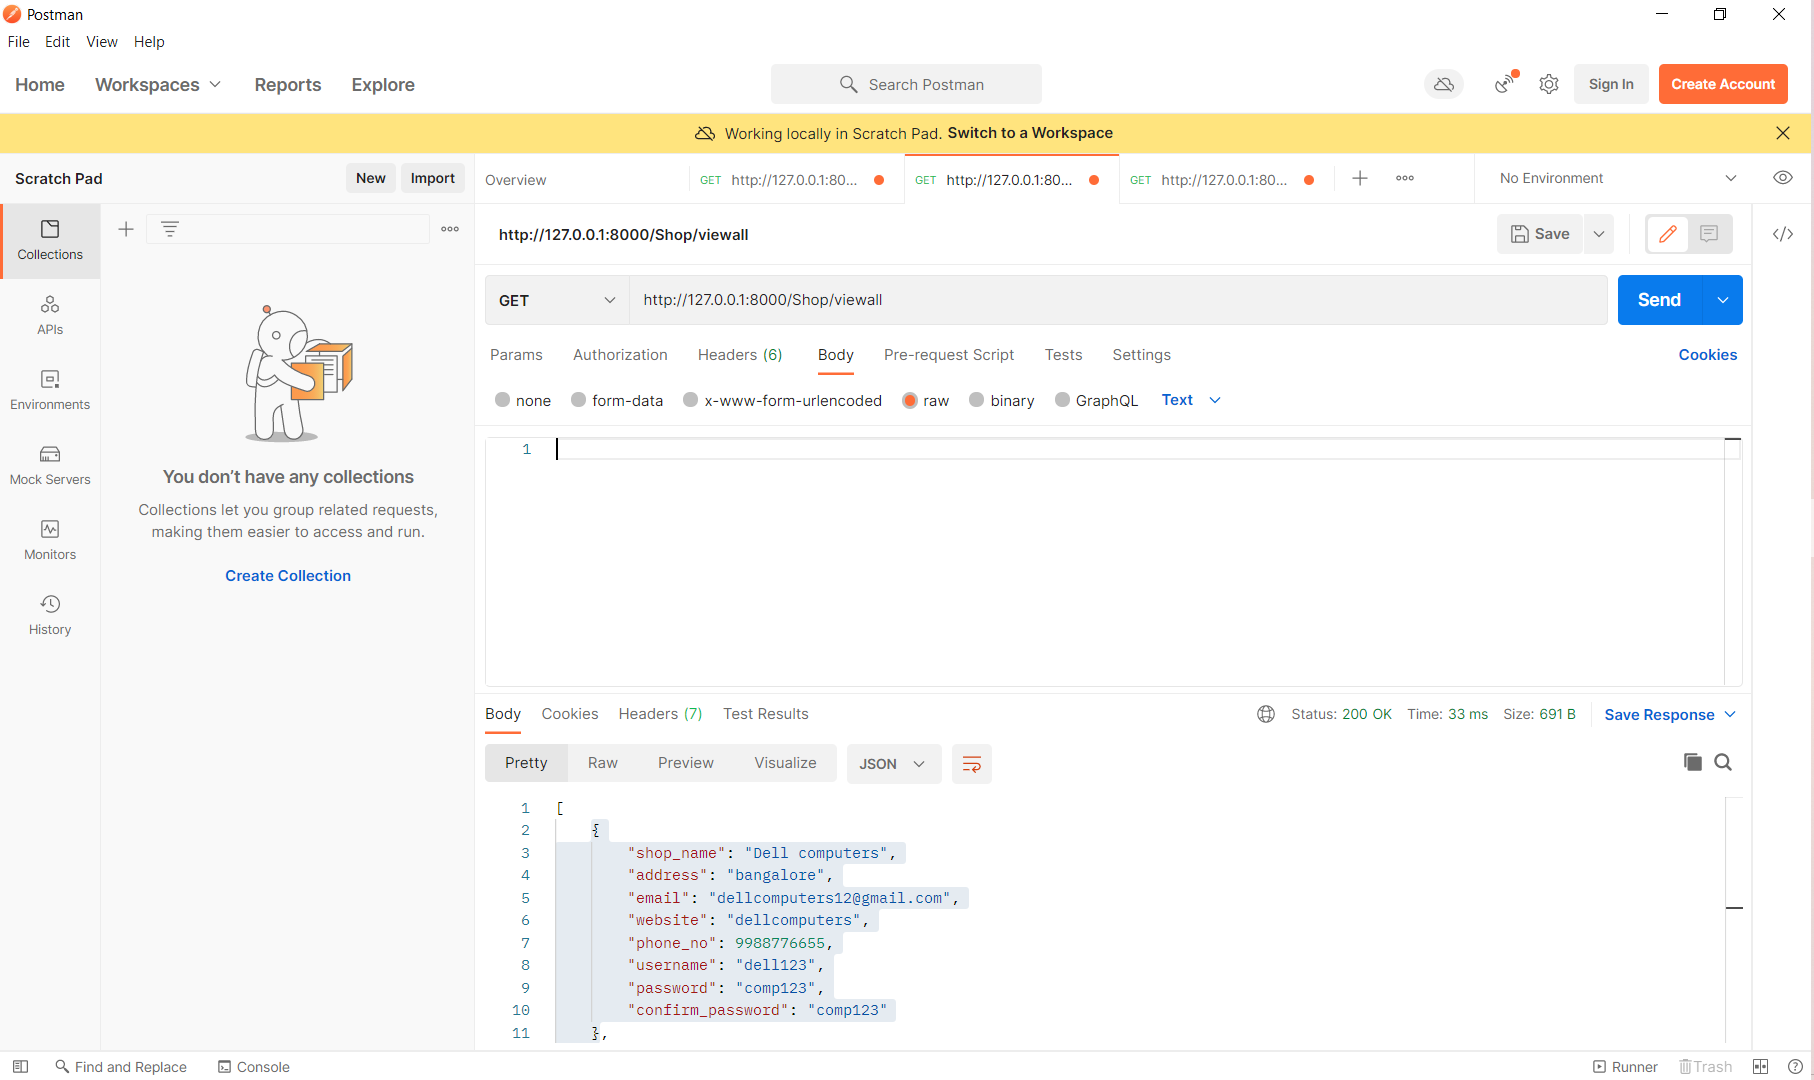 Postman
File Edit View Help
Home Workspaces Reports Explore Search Postman Sign In Create Account
Working locally in Scratch Pad. Switch to a Workspace
Scratch Pad New Import Overview GET http://127.0.0.1:80... GET http://127.0.0.1:80... GET http://127.0.0.1:80... No Environment
http://127.0.0.1:8000/Shop/viewall Save
Collections
GET http://127.0.0.1:8000/Shop/viewall Send
APIs
Params Authorization Headers (6) Body Pre-request Script Tests Settings Cookies
none form-data x-www-form-urlencoded raw binary GraphQL Text
Environments
1
Mock Servers
You don't have any collections
Collections let you group related requests,
making them easier to access and run.
Monitors
Create Collection
History
Body Cookies Headers (7) Test Results Status: 200 OK Time: 33 ms Size: 691 B Save Response
Pretty Raw Preview Visualize JSON
1 [
2 {
3 "shop_name": "Dell computers",
4 "address": "bangalore",
5 "email": "dellcomputers12@gmail.com",
6 "website": "dellcomputers",
7 "phone_no": 9988776655,
8 "username": "dell123",
9 "password": "comp123",
10 "confirm_password": "comp123"
11 },
Find and Replace Console Runner Trash